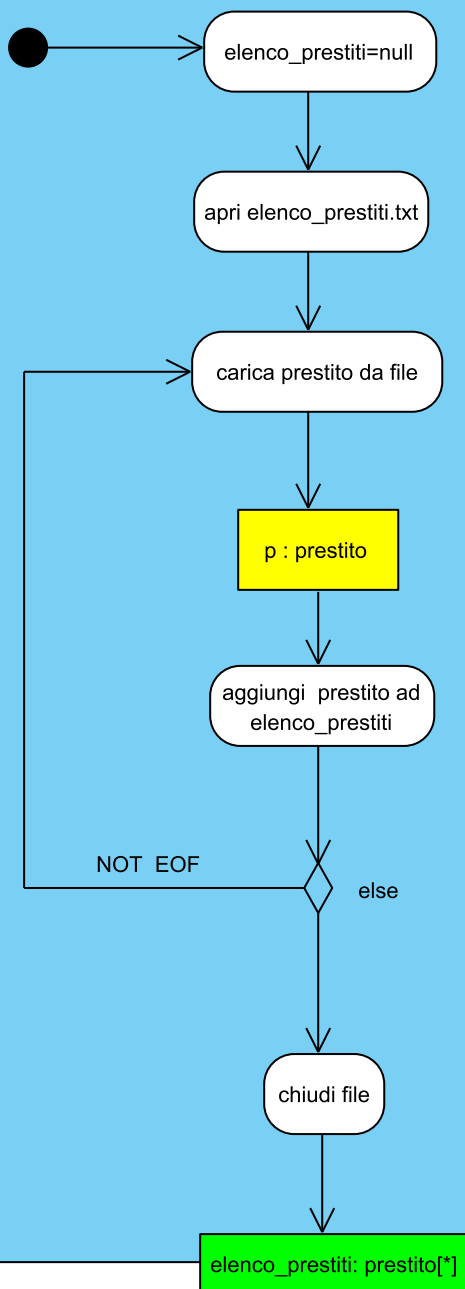 elenco_prestiti=null
apri elenco_prestiti.txt
carica prestito da file
p : prestito
aggiungi  prestito ad
elenco_prestiti
NOT  EOF
else
chiudi file
elenco_prestiti: prestito[*]